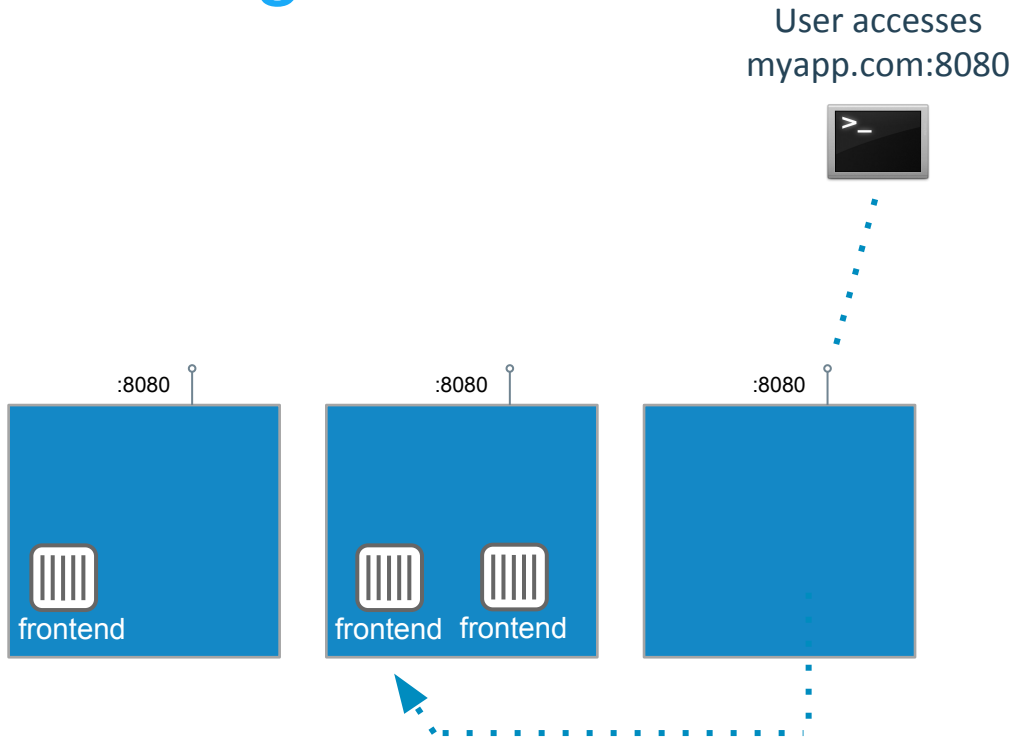 User accesses
myapp.com:8080
>_
:8080
:8080
:8080
frontend
frontend frontend